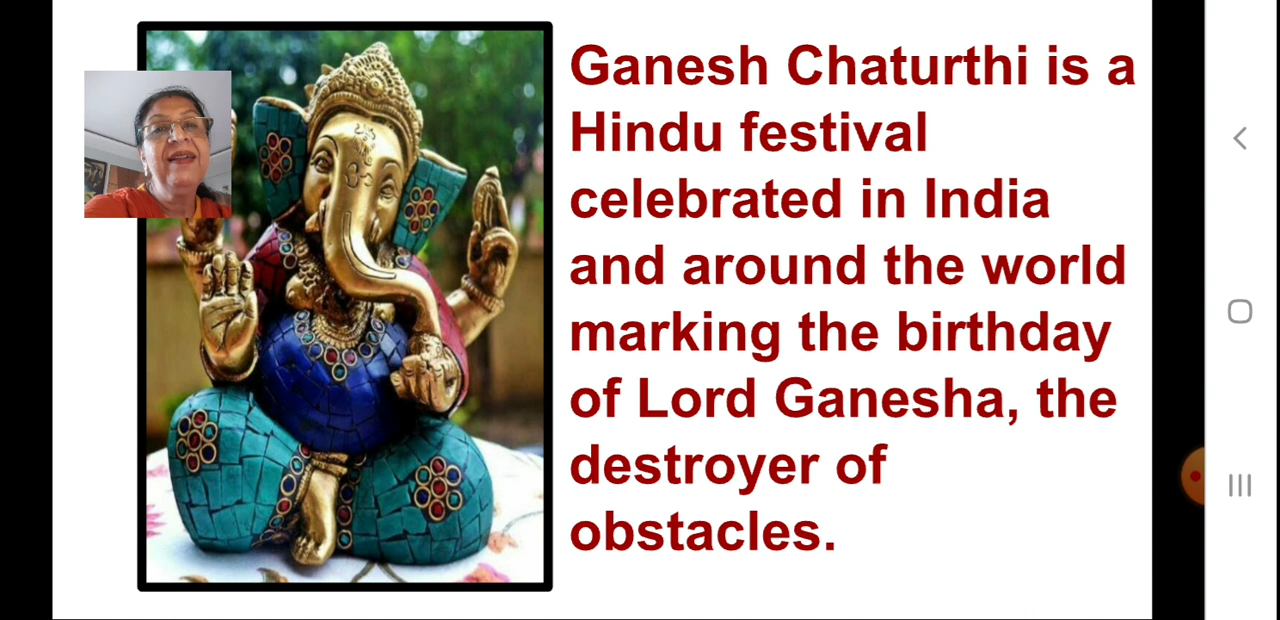 Ganesh Chaturthi is a
Hindu festival
celebrated in India
and around the world
marking the birthday
of Lord Ganesha, the
destroyer of
obstacles.